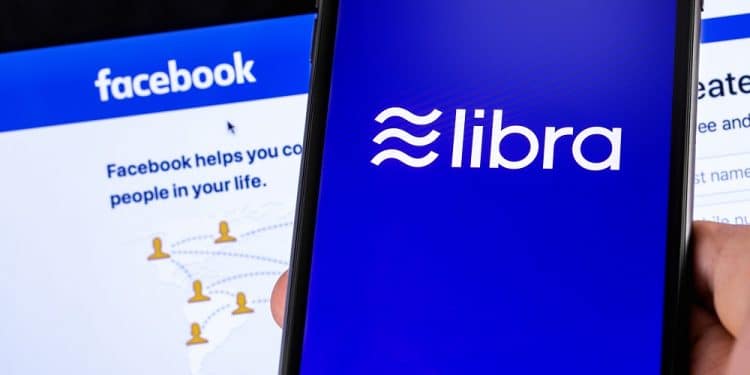 facebook
Facebook helps you co
people in your life.
libra
eate
ee and
st name